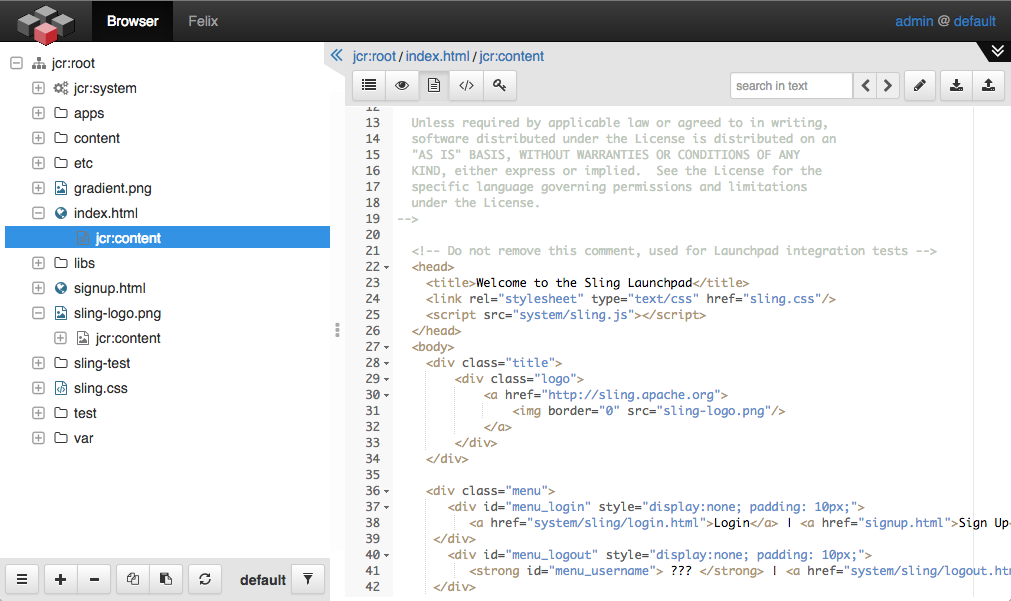 Browser
Felix
admin @ default
jcr:root
jcr:system
apps
content
etc
gradient.png
index.html
jcr:content
libs
signup.html
sling-logo.png
jcr:content
sling-test
sling.css
test
var
default
jcr:root / index.html / jcr:content
search in text
12
13 Unless required by applicable law or agreed to in writing,
14 software distributed under the License is distributed on an
15 "AS IS" BASIS, WITHOUT WARRANTIES OR CONDITIONS OF ANY
16 KIND, either express or implied.  See the License for the
17 specific language governing permissions and limitations
18 under the License.
19 -->
20
21 <!-- Do not remove this comment, used for Launchpad integration tests -->
22 <head>
23 <title>Welcome to the Sling Launchpad</title>
24 <link rel="stylesheet" type="text/css" href="sling.css"/>
25 <script src="system/sling.js"></script>
26 </head>
27 <body>
28 <div class="title">
29 <div class="logo">
30 <a href="http://sling.apache.org">
31 <img border="0" src="sling-logo.png"/>
32 </a>
33 </div>
34 </div>
35
36 <div class="menu">
37 <div id="menu_login" style="display:none; padding: 10px;">
38 <a href="system/sling/login.html">Login</a> | <a href="signup.html">Sign Up
39 </div>
40 <div id="menu_logout" style="display:none; padding: 10px;">
41 <strong id="menu_username"> ??? </strong> | <a href="system/sling/logout.htm
42 </div>